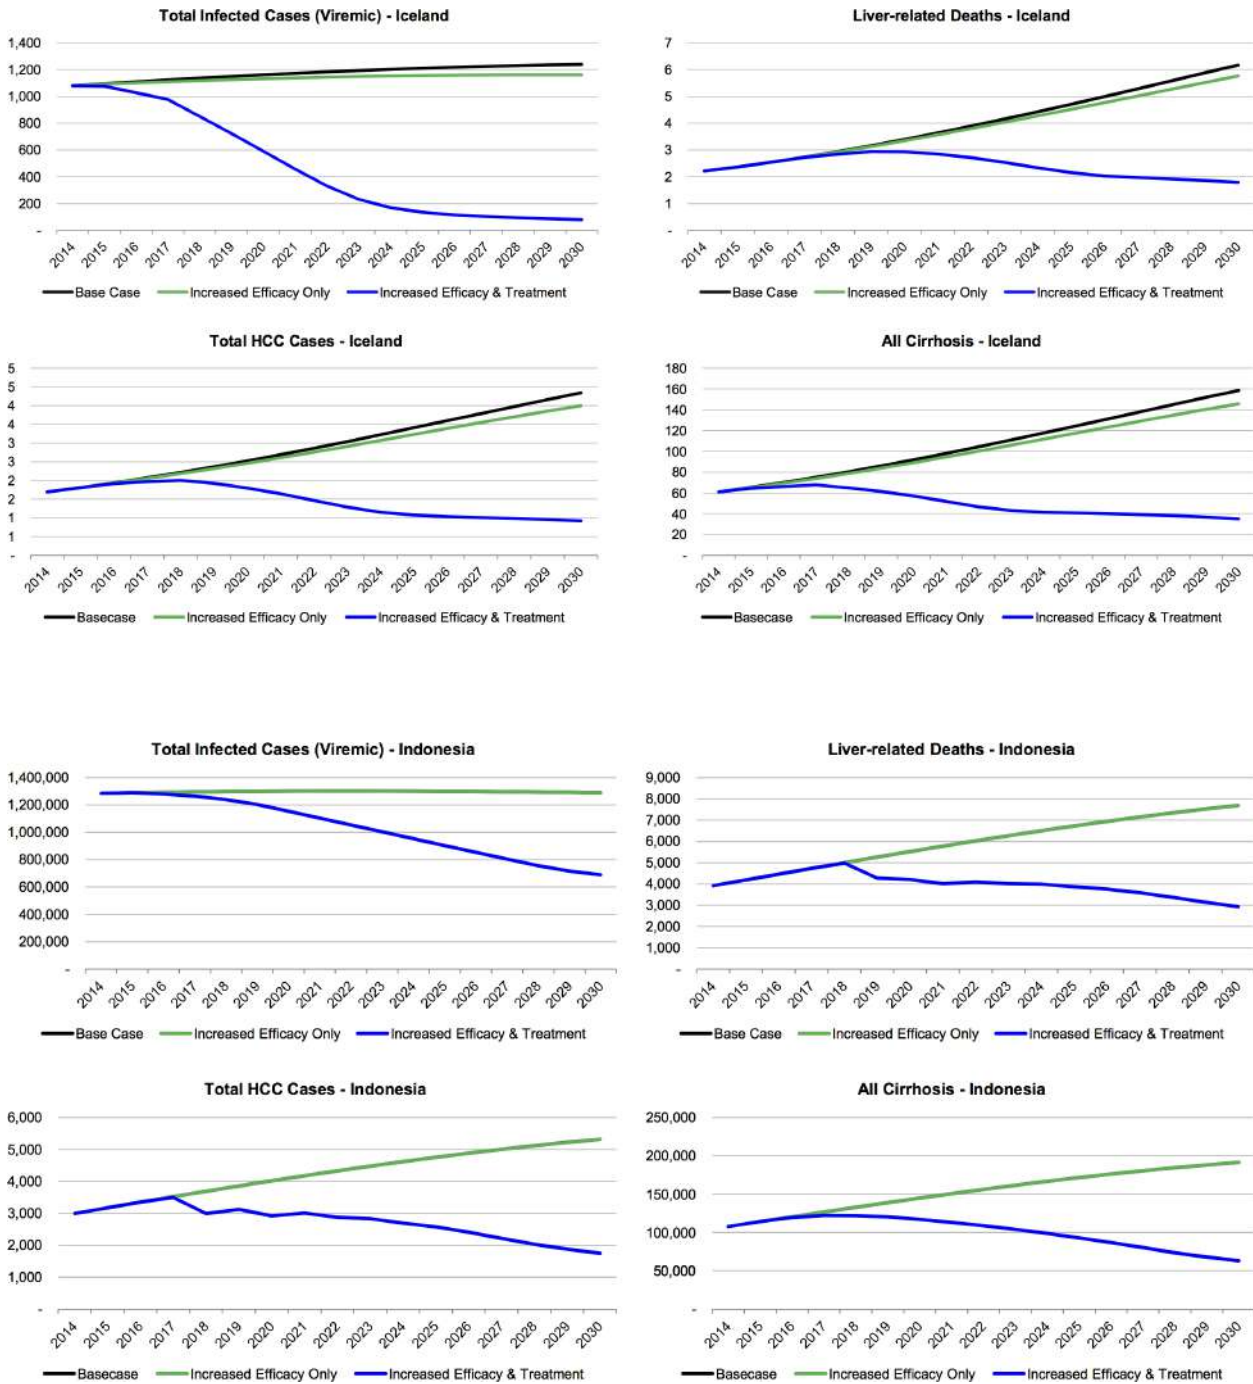 Total Infected Cases (Viremic) - Iceland
1,400
1,200
1,000
800
600
400
200
-
2014 2015 2016 2017 2018 2019 2020 2021 2022 2023 2024 2025 2026 2027 2028 2029 2030
Base Case Increased Efficacy Only Increased Efficacy & Treatment
Liver-related Deaths - Iceland
7
6
5
4
3
2
1
-
2014 2015 2016 2017 2018 2019 2020 2021 2022 2023 2024 2025 2026 2027 2028 2029 2030
Base Case Increased Efficacy Only Increased Efficacy & Treatment
Total HCC Cases - Iceland
5
5
4
4
3
3
2
2
1
1
-
2014 2015 2016 2017 2018 2019 2020 2021 2022 2023 2024 2025 2026 2027 2028 2029 2030
Basecase Increased Efficacy Only Increased Efficacy & Treatment
All Cirrhosis - Iceland
180
160
140
120
100
80
60
40
20
-
2014 2015 2016 2017 2018 2019 2020 2021 2022 2023 2024 2025 2026 2027 2028 2029 2030
Basecase Increased Efficacy Only Increased Efficacy & Treatment
Total Infected Cases (Viremic) - Indonesia
1,400,000
1,200,000
1,000,000
800,000
600,000
400,000
200,000
-
2014 2015 2016 2017 2018 2019 2020 2021 2022 2023 2024 2025 2026 2027 2028 2029 2030
Base Case Increased Efficacy Only Increased Efficacy & Treatment
Liver-related Deaths - Indonesia
9,000
8,000
7,000
6,000
5,000
4,000
3,000
2,000
1,000
-
2014 2015 2016 2017 2018 2019 2020 2021 2022 2023 2024 2025 2026 2027 2028 2029 2030
Base Case Increased Efficacy Only Increased Efficacy & Treatment
Total HCC Cases - Indonesia
6,000
5,000
4,000
3,000
2,000
1,000
-
2014 2015 2016 2017 2018 2019 2020 2021 2022 2023 2024 2025 2026 2027 2028 2029 2030
Basecase Increased Efficacy Only Increased Efficacy & Treatment
All Cirrhosis - Indonesia
250,000
200,000
150,000
100,000
50,000
-
2014 2015 2016 2017 2018 2019 2020 2021 2022 2023 2024 2025 2026 2027 2028 2029 2030
Basecase Increased Efficacy Only Increased Efficacy & Treatment